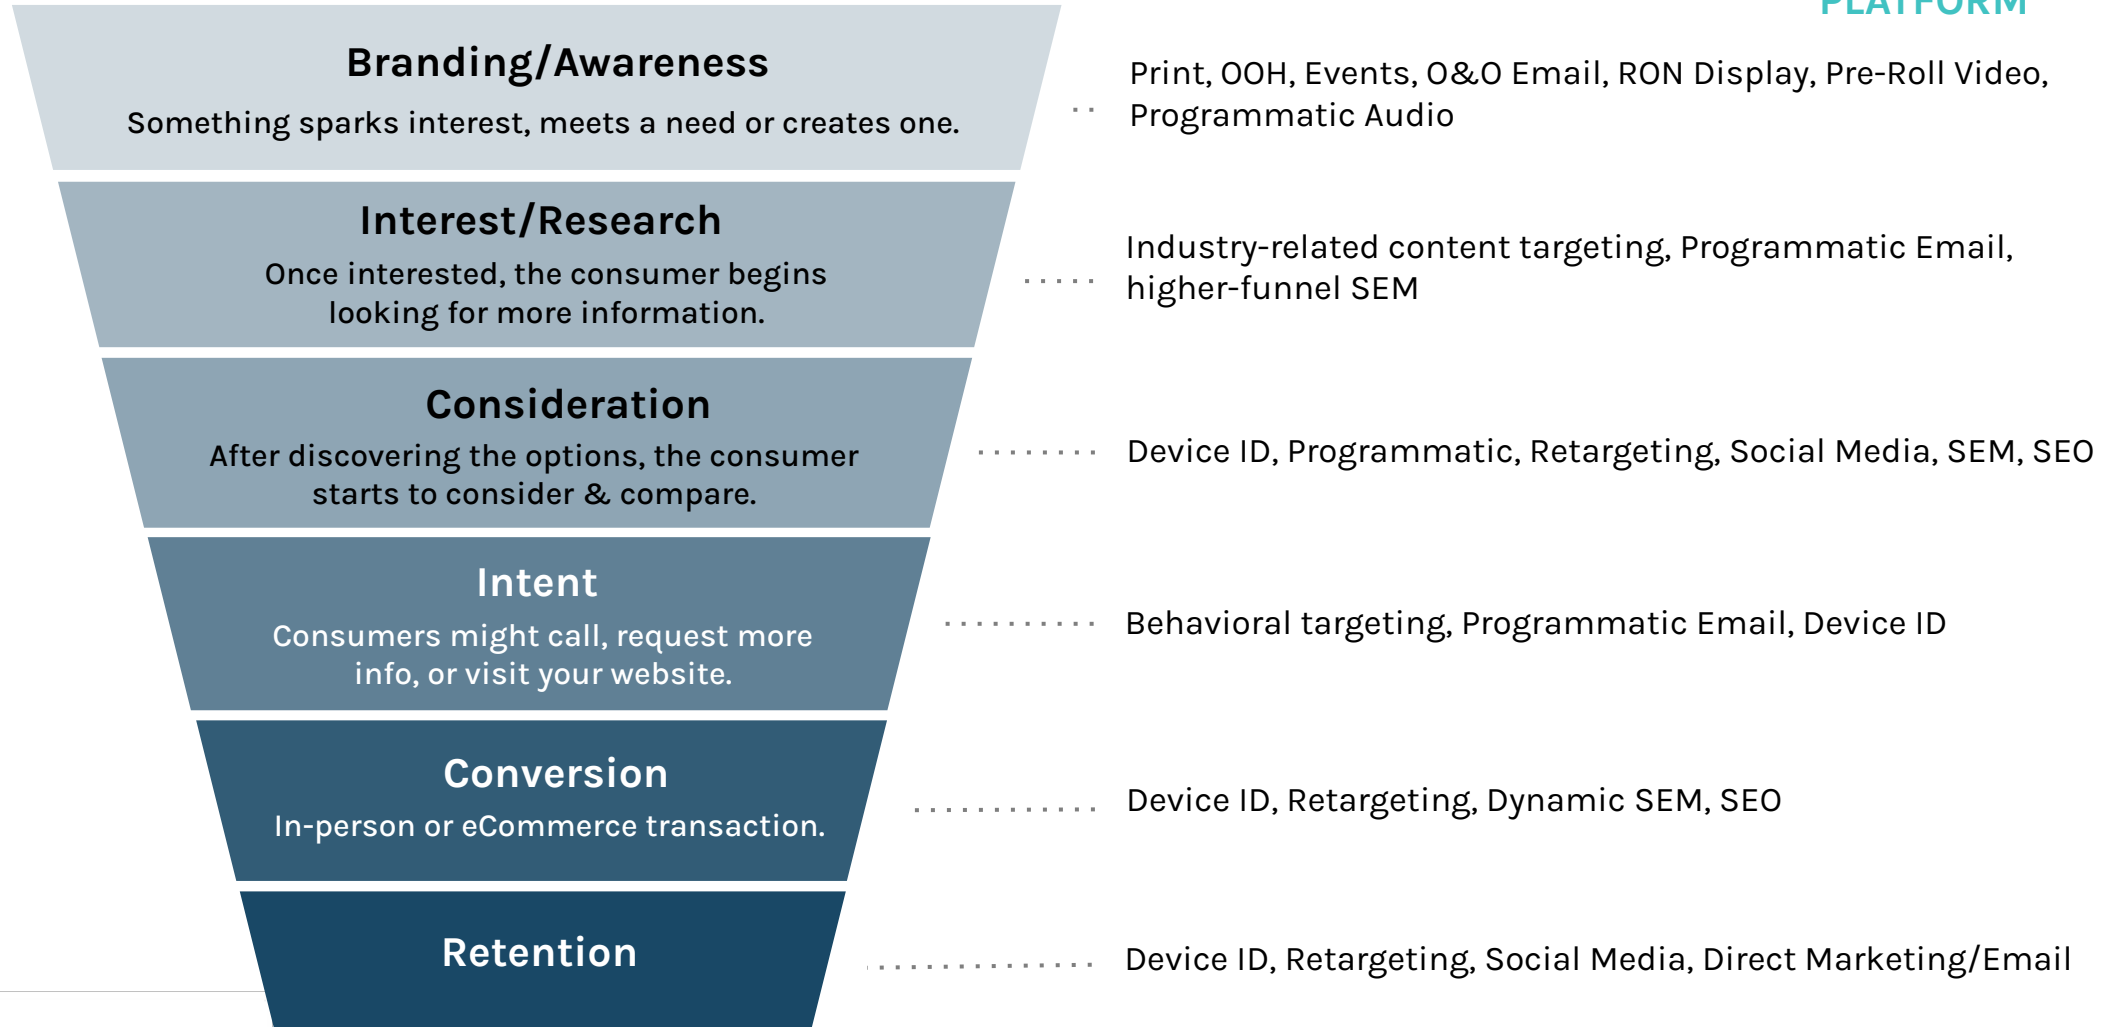 PLATFORM
Branding/Awareness
Something sparks interest, meets a need or creates one.
Print, OOH, Events, O&O Email, RON Display, Pre-Roll Video,
Programmatic Audio
Interest/Research
Once interested, the consumer begins
looking for more information.
Industry-related content targeting, Programmatic Email,
higher-funnel SEM
Consideration
After discovering the options, the consumer
starts to consider & compare.
Device ID, Programmatic, Retargeting, Social Media, SEM, SEO
Intent
Consumers might call, request more
info, or visit your website.
Behavioral targeting, Programmatic Email, Device ID
Conversion
In-person or eCommerce transaction.
Device ID, Retargeting, Dynamic SEM, SEO
Retention
Device ID, Retargeting, Social Media, Direct Marketing/Email